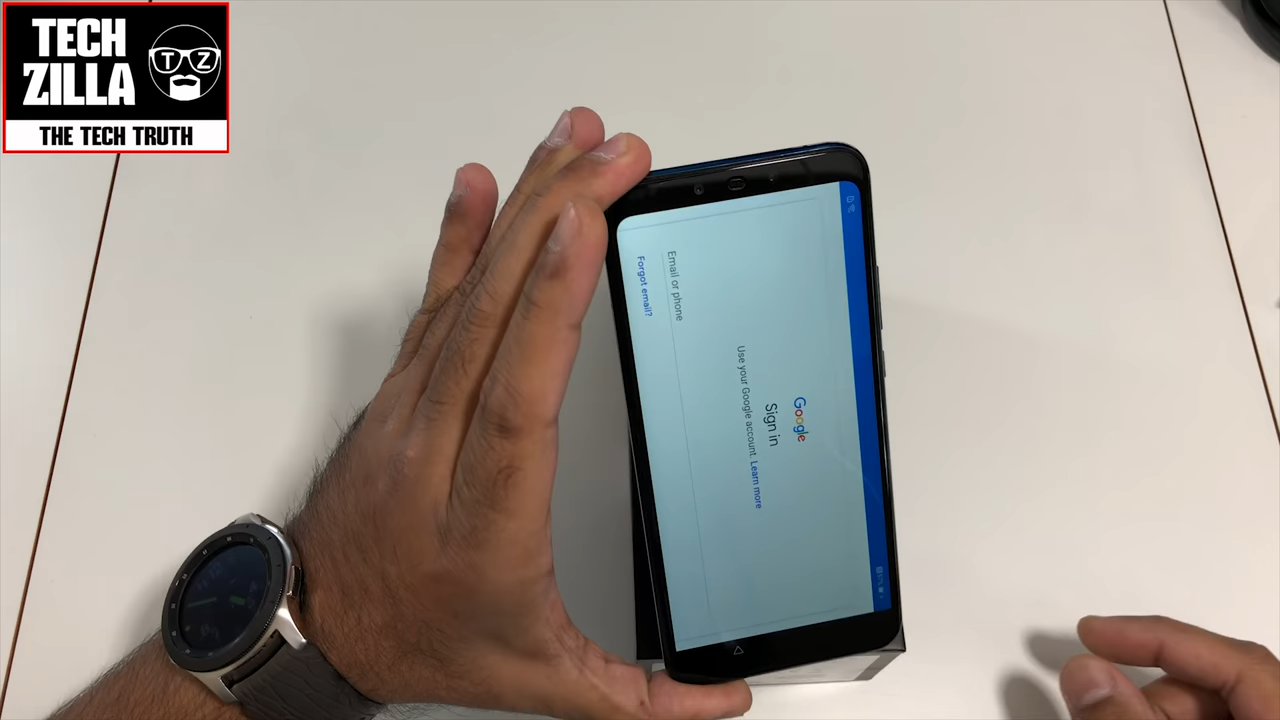 TECH
ZILLA
T Z
THE TECH TRUTH
Google
Sign in
Use your Google account. Learn more
Email or phone
Forgot email?